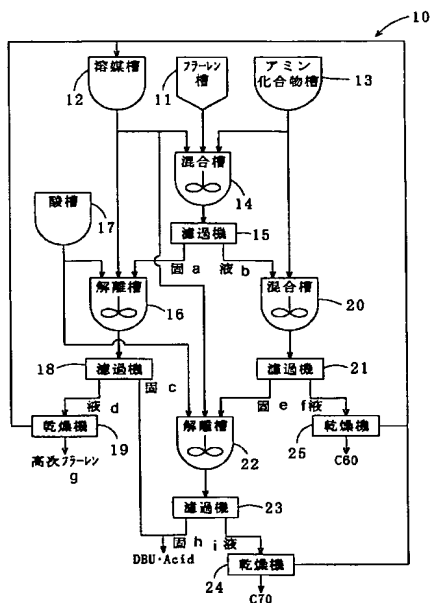 10
溶媒槽
12
フラーレン
槽
11
アミン
化合物槽
13
混合槽
14
酸槽
17
濾過機
15
固 a
液 b
解離槽
16
混合槽
20
18
濾過機
固 c
液 d
濾過機
21
固 e
f 液
乾燥機
19
高次フラーレン
g
解離槽
22
乾燥機
25
C60
濾過機
23
固 h
i 液
DBU・Acid
乾燥機
24
C70